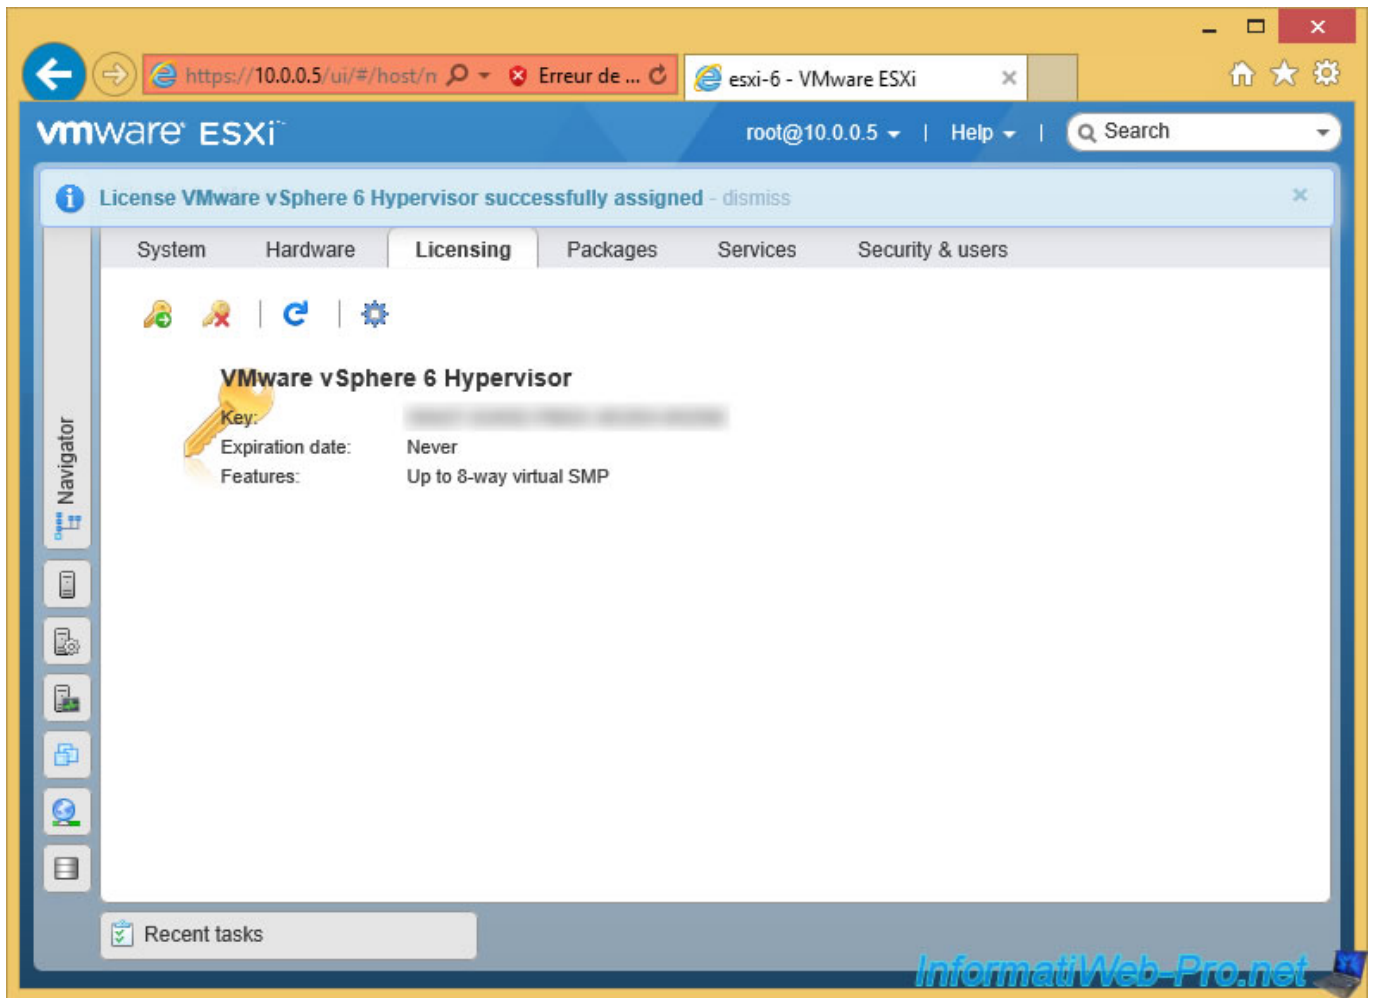 https://10.0.0.5/ui/#/host/n
Erreur de ...
esxi-6 - VMware ESXi
vmware ESXi™
root@10.0.0.5 | Help |
Search
License VMware vSphere 6 Hypervisor successfully assigned - dismiss
System Hardware Licensing Packages Services Security & users
Navigator
VMware vSphere 6 Hypervisor
Key:
Expiration date: Never
Features: Up to 8-way virtual SMP
Recent tasks
InformatiWeb-Pro.net